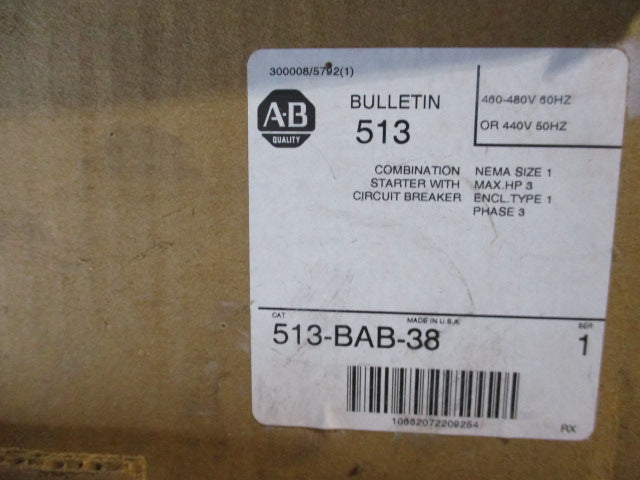 300008/5792(1)
A-B
QUALITY
BULLETIN
513
460-480V 60HZ
OR 440V 50HZ
COMBINATION
STARTER WITH
CIRCUIT BREAKER
NEMA SIZE 1
MAX.HP 3
ENCL.TYPE 1
PHASE 3
CAT
MADE IN U.S.A.
SER
513-BAB-38
1
10662072209254
RX